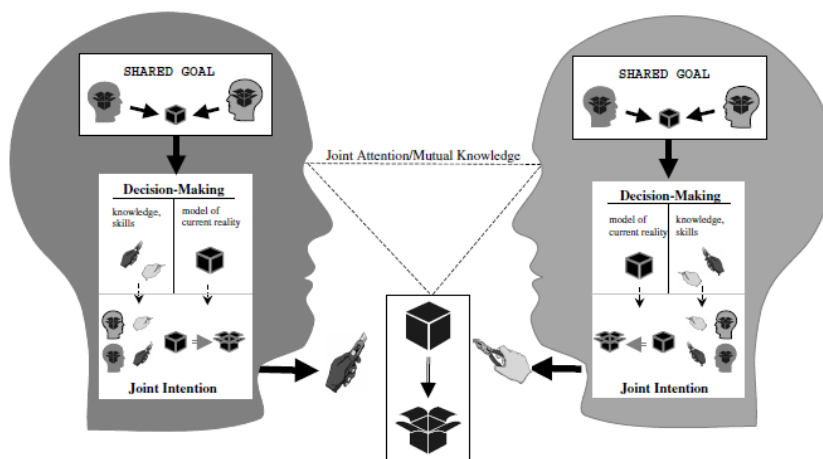 SHARED GOAL
Decision-Making
knowledge,
skills
model of
current reality
Joint Intention
Joint Attention/Mutual Knowledge
SHARED GOAL
Decision-Making
model of
current reality
knowledge,
skills
Joint Intention